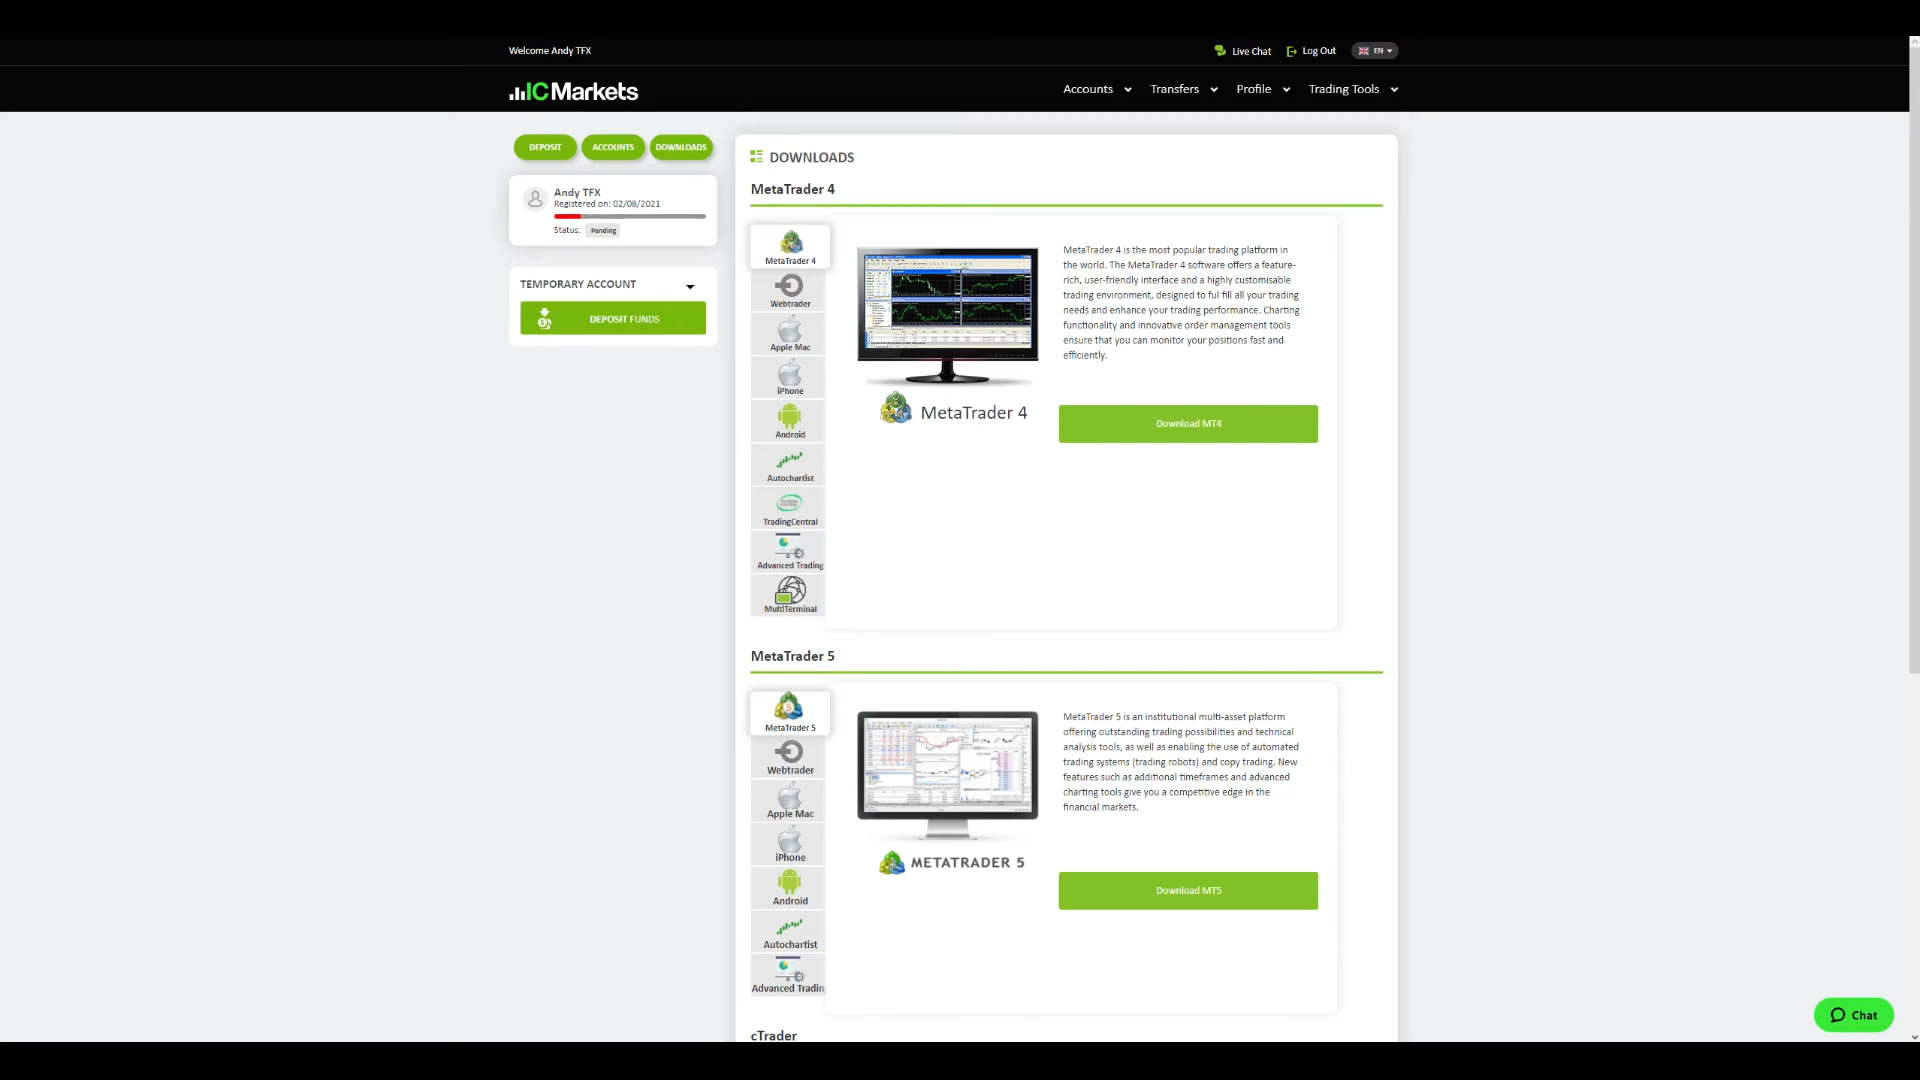 Welcome Andy TFX
Live Chat
Log Out
EN
ICMarkets
Accounts
Transfers
Profile
Trading Tools
DEPOSIT
ACCOUNTS
DOWNLOADS
Andy TFX
Registered on: 02/08/2021
Status: Pending
TEMPORARY ACCOUNT
DEPOSIT FUNDS
DOWNLOADS
MetaTrader 4
MetaTrader 4
Webtrader
Apple Mac
iPhone
Android
Autochartist
TradingCentral
Advanced Trading
MultiTerminal
MetaTrader 4
MetaTrader 4 is the most popular trading platform in
the world. The MetaTrader 4 software offers a feature-
rich, user-friendly interface and a highly customisable
trading environment, designed to ful fill all your trading
needs and enhance your trading performance. Charting
functionality and innovative order management tools
ensure that you can monitor your positions fast and
efficiently.
Download MT4
MetaTrader 5
MetaTrader 5
Webtrader
Apple Mac
iPhone
Android
Autochartist
Advanced Tradin
METATRADER 5
MetaTrader 5 is an institutional multi-asset platform
offering outstanding trading possibilities and technical
analysis tools, as well as enabling the use of automated
trading systems (trading robots) and copy trading. New
features such as additional timeframes and advanced
charting tools give you a competitive edge in the
financial markets.
Download MT5
cTrader
Chat